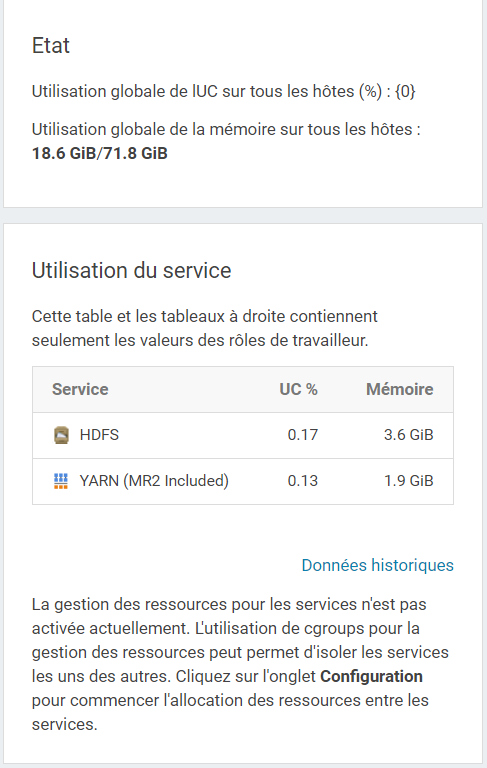 Etat
Utilisation globale de lUC sur tous les hôtes (%) : {0}
Utilisation globale de la mémoire sur tous les hôtes :
18.6 GiB/71.8 GiB
Utilisation du service
Cette table et les tableaux à droite contiennent
seulement les valeurs des rôles de travailleur.
Service UC % Mémoire
HDFS 0.17 3.6 GiB
YARN (MR2 Included) 0.13 1.9 GiB
Données historiques
La gestion des ressources pour les services n'est pas
activée actuellement. L'utilisation de cgroups pour la
gestion des ressources peut permet d'isoler les services
les uns des autres. Cliquez sur l'onglet Configuration
pour commencer l'allocation des ressources entre les
services.